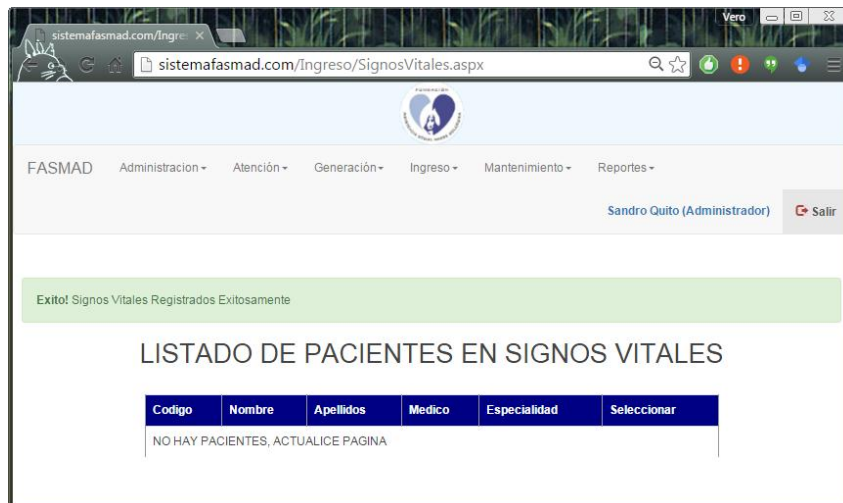 Vero
sistemafasmad.com/Ingre
sistemafasmad.com/Ingreso/SignosVitales.aspx
FASMAD Administracion Atención Generación Ingreso Mantenimiento Reportes
Sandro Quito (Administrador) Salir
Exito! Signos Vitales Registrados Exitosamente
LISTADO DE PACIENTES EN SIGNOS VITALES
Codigo Nombre Apellidos Medico Especialidad Seleccionar
NO HAY PACIENTES, ACTUALICE PAGINA